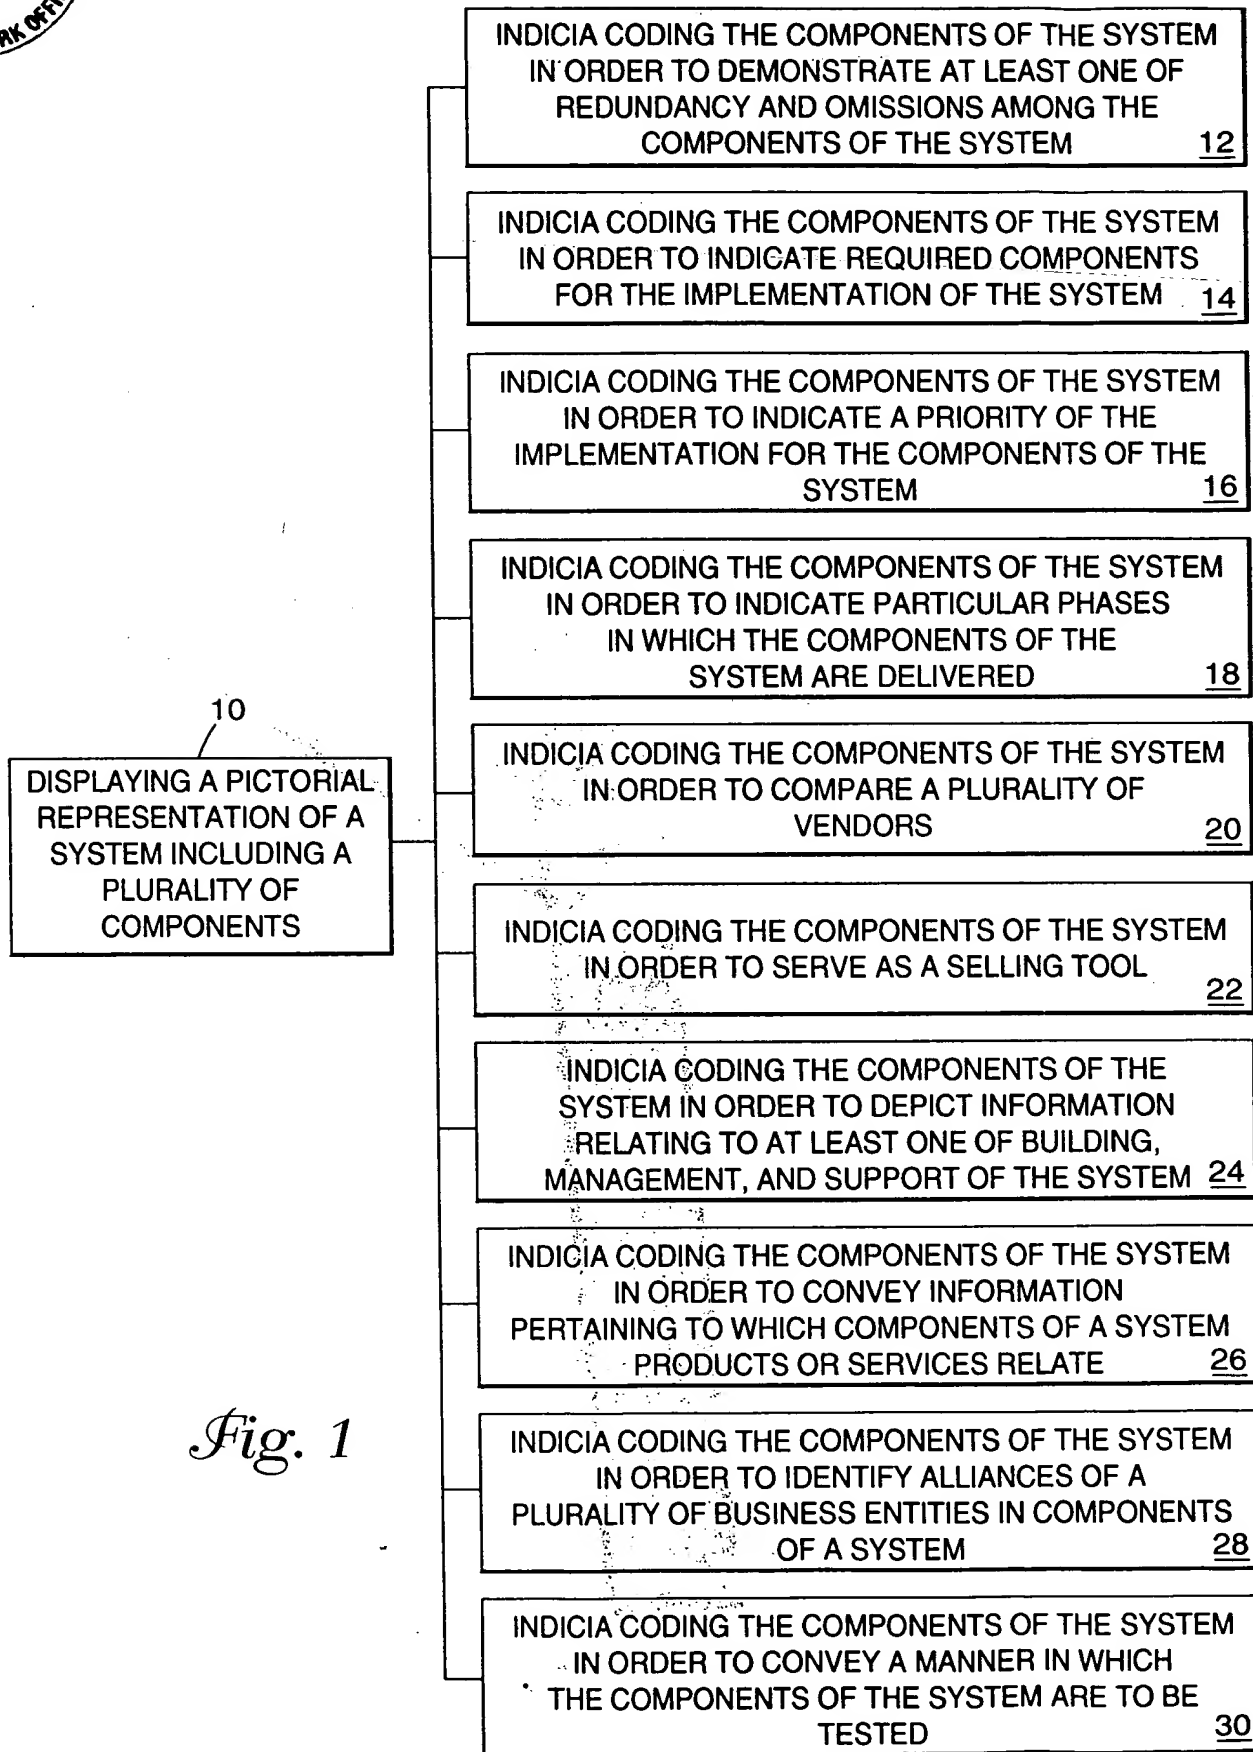 INDICIA CODING THE COMPONENTS OF THE SYSTEM
IN ORDER TO DEMONSTRATE AT LEAST ONE OF
REDUNDANCY AND OMISSIONS AMONG THE
COMPONENTS OF THE SYSTEM 12
INDICIA CODING THE COMPONENTS OF THE SYSTEM
IN ORDER TO INDICATE REQUIRED COMPONENTS
FOR THE IMPLEMENTATION OF THE SYSTEM 14
INDICIA CODING THE COMPONENTS OF THE SYSTEM
IN ORDER TO INDICATE A PRIORITY OF THE
IMPLEMENTATION FOR THE COMPONENTS OF THE
SYSTEM 16
INDICIA CODING THE COMPONENTS OF THE SYSTEM
IN ORDER TO INDICATE PARTICULAR PHASES
IN WHICH THE COMPONENTS OF THE
SYSTEM ARE DELIVERED 18
10
DISPLAYING A PICTORIAL
REPRESENTATION OF A
SYSTEM INCLUDING A
PLURALITY OF
COMPONENTS
INDICIA CODING THE COMPONENTS OF THE SYSTEM
IN ORDER TO COMPARE A PLURALITY OF
VENDORS 20
INDICIA CODING THE COMPONENTS OF THE SYSTEM
IN ORDER TO SERVE AS A SELLING TOOL
22
INDICIA CODING THE COMPONENTS OF THE
SYSTEM IN ORDER TO DEPICT INFORMATION
RELATING TO AT LEAST ONE OF BUILDING,
MANAGEMENT, AND SUPPORT OF THE SYSTEM 24
INDICIA CODING THE COMPONENTS OF THE SYSTEM
IN ORDER TO CONVEY INFORMATION
PERTAINING TO WHICH COMPONENTS OF A SYSTEM
PRODUCTS OR SERVICES RELATE 26
Fig. 1
INDICIA CODING THE COMPONENTS OF THE SYSTEM
IN ORDER TO IDENTIFY ALLIANCES OF A
PLURALITY OF BUSINESS ENTITIES IN COMPONENTS
OF A SYSTEM 28
INDICIA CODING THE COMPONENTS OF THE SYSTEM
IN ORDER TO CONVEY A MANNER IN WHICH
THE COMPONENTS OF THE SYSTEM ARE TO BE
TESTED 30